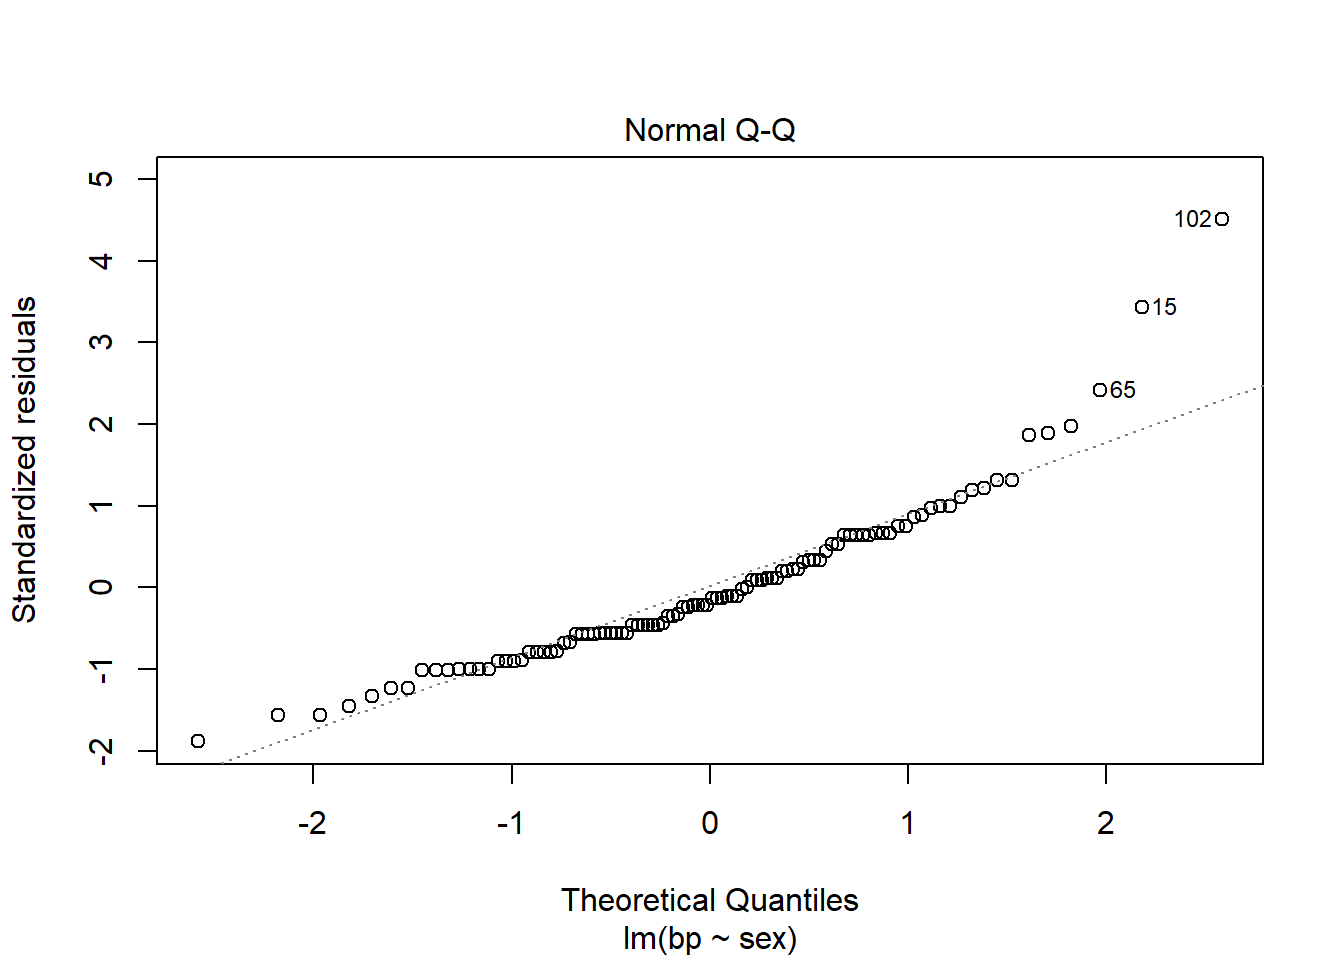 Normal Q-Q
Standardized residuals
5
4
3
2
1
0
-1
-2
102
15
65
-2 -1 0 1 2
Theoretical Quantiles
lm(bp ~ sex)